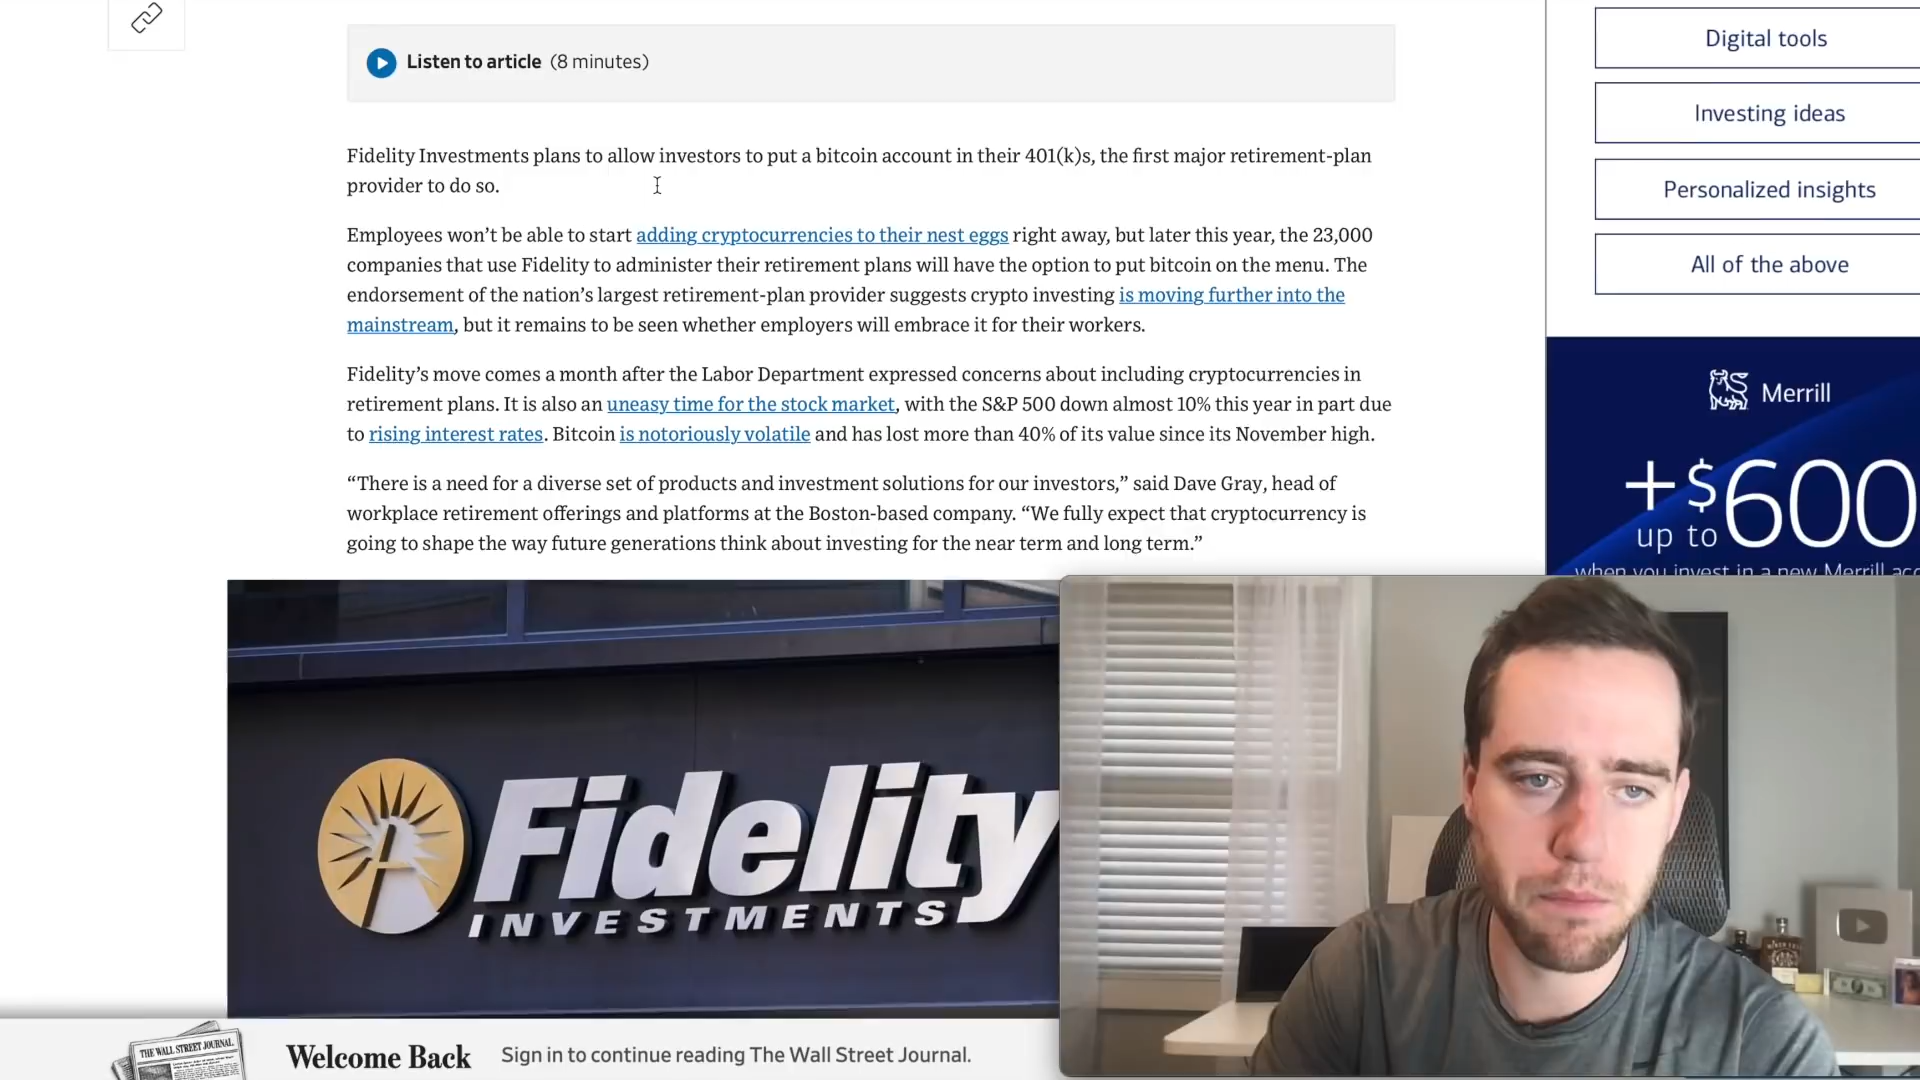 Listen to article (8 minutes)
Fidelity Investments plans to allow investors to put a bitcoin account in their 401(k)s, the first major retirement-plan
provider to do so.
Employees won’t be able to start adding cryptocurrencies to their nest eggs right away, but later this year, the 23,000
companies that use Fidelity to administer their retirement plans will have the option to put bitcoin on the menu. The
endorsement of the nation’s largest retirement-plan provider suggests crypto investing is moving further into the
mainstream, but it remains to be seen whether employers will embrace it for their workers.
Fidelity’s move comes a month after the Labor Department expressed concerns about including cryptocurrencies in
retirement plans. It is also an uneasy time for the stock market, with the S&P 500 down almost 10% this year in part due
to rising interest rates. Bitcoin is notoriously volatile and has lost more than 40% of its value since its November high.
“There is a need for a diverse set of products and investment solutions for our investors,” said Dave Gray, head of
workplace retirement offerings and platforms at the Boston-based company. “We fully expect that cryptocurrency is
going to shape the way future generations think about investing for the near term and long term.”
Fidelity
INVESTMENTS
THE WALL STREET JOURNAL.
Welcome Back
Sign in to continue reading The Wall Street Journal.
Digital tools
Investing ideas
Personalized insights
All of the above
Merrill
+$600
up to
when you invest in a new Merrill